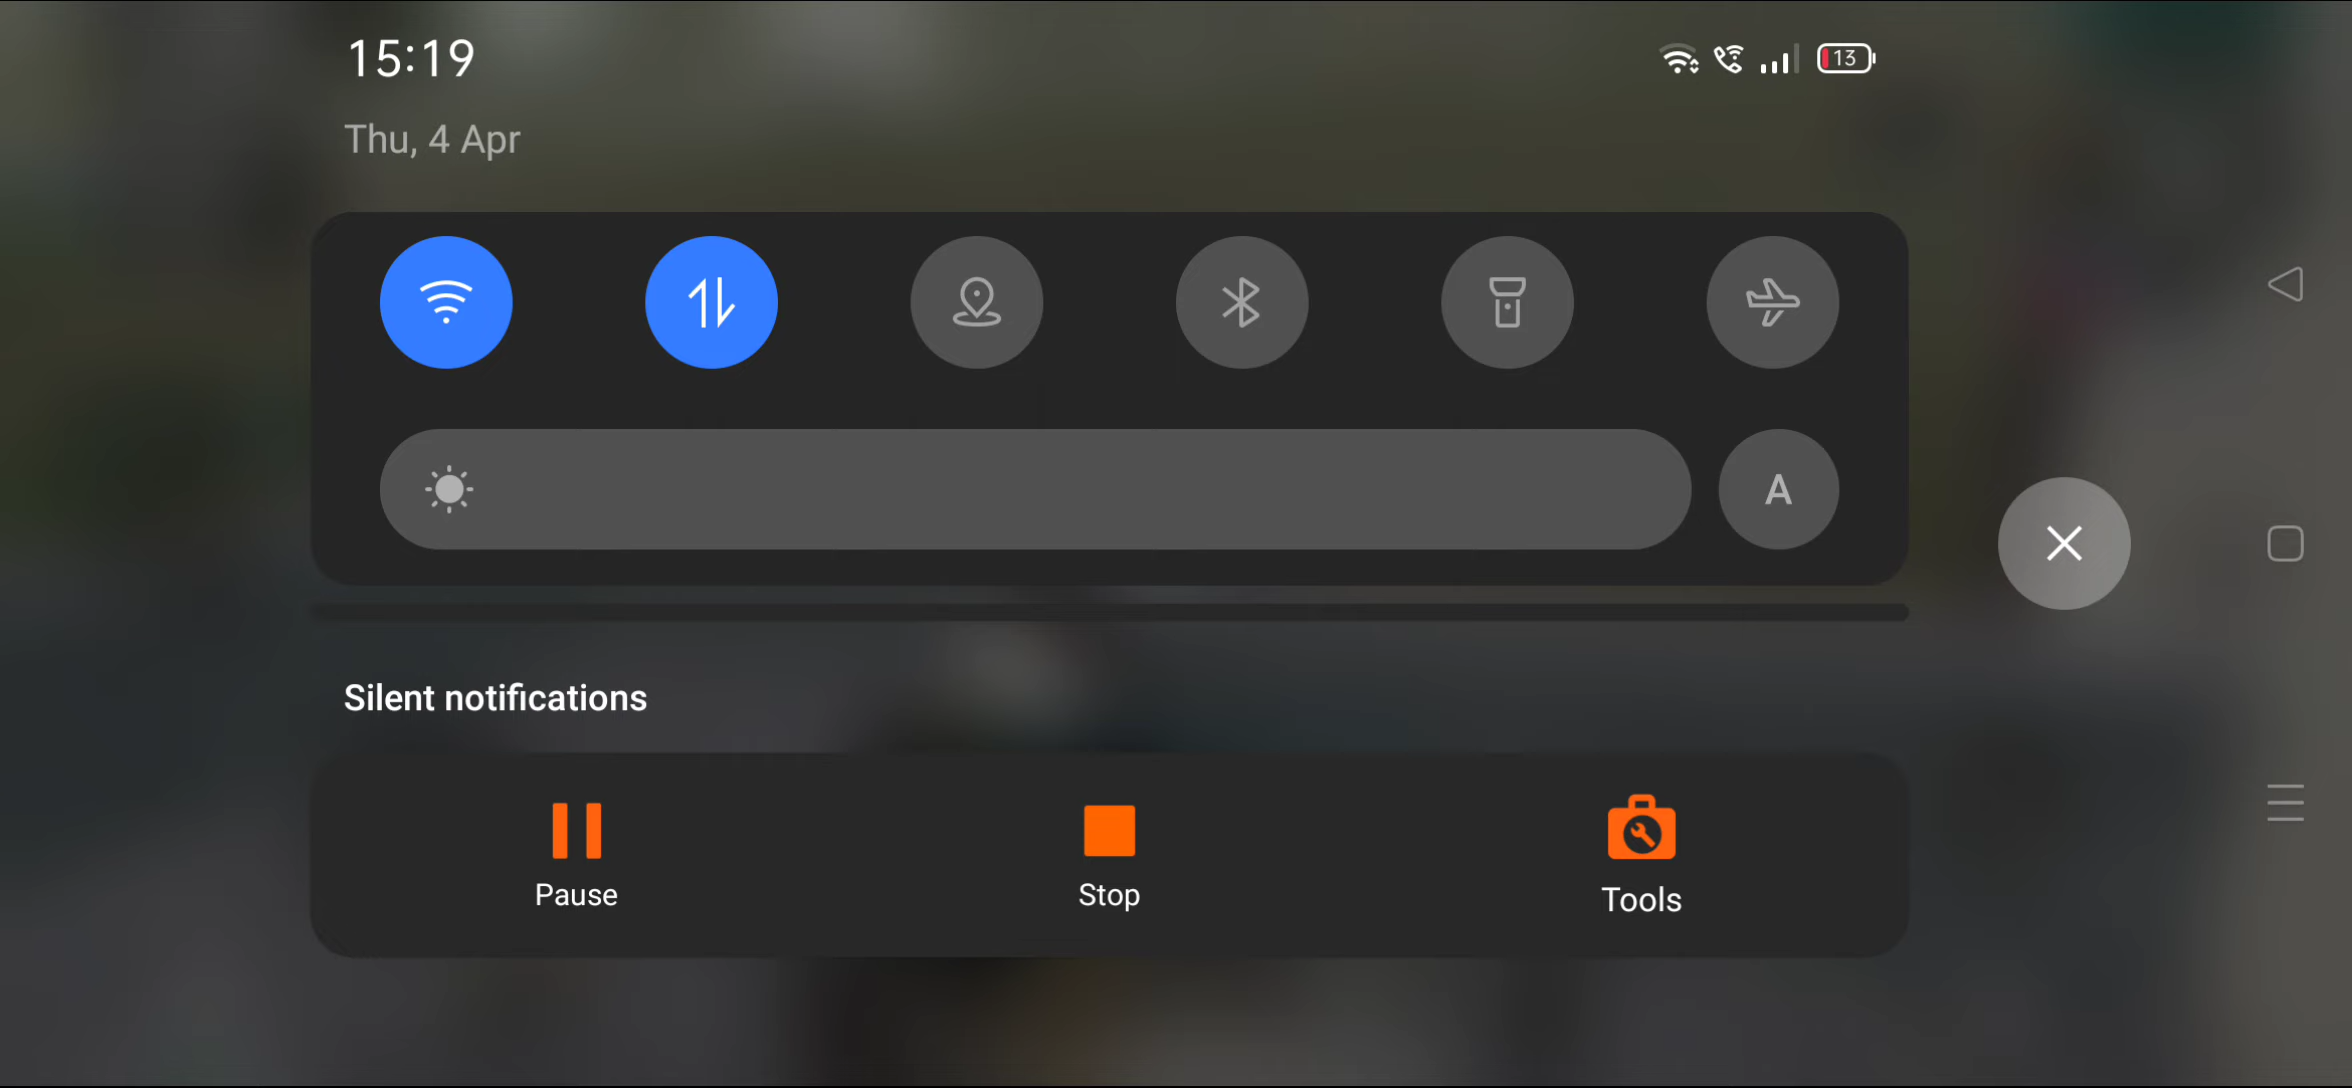 15:19
13
Thu, 4 Apr
A
Silent notifications
Pause
Stop
Tools